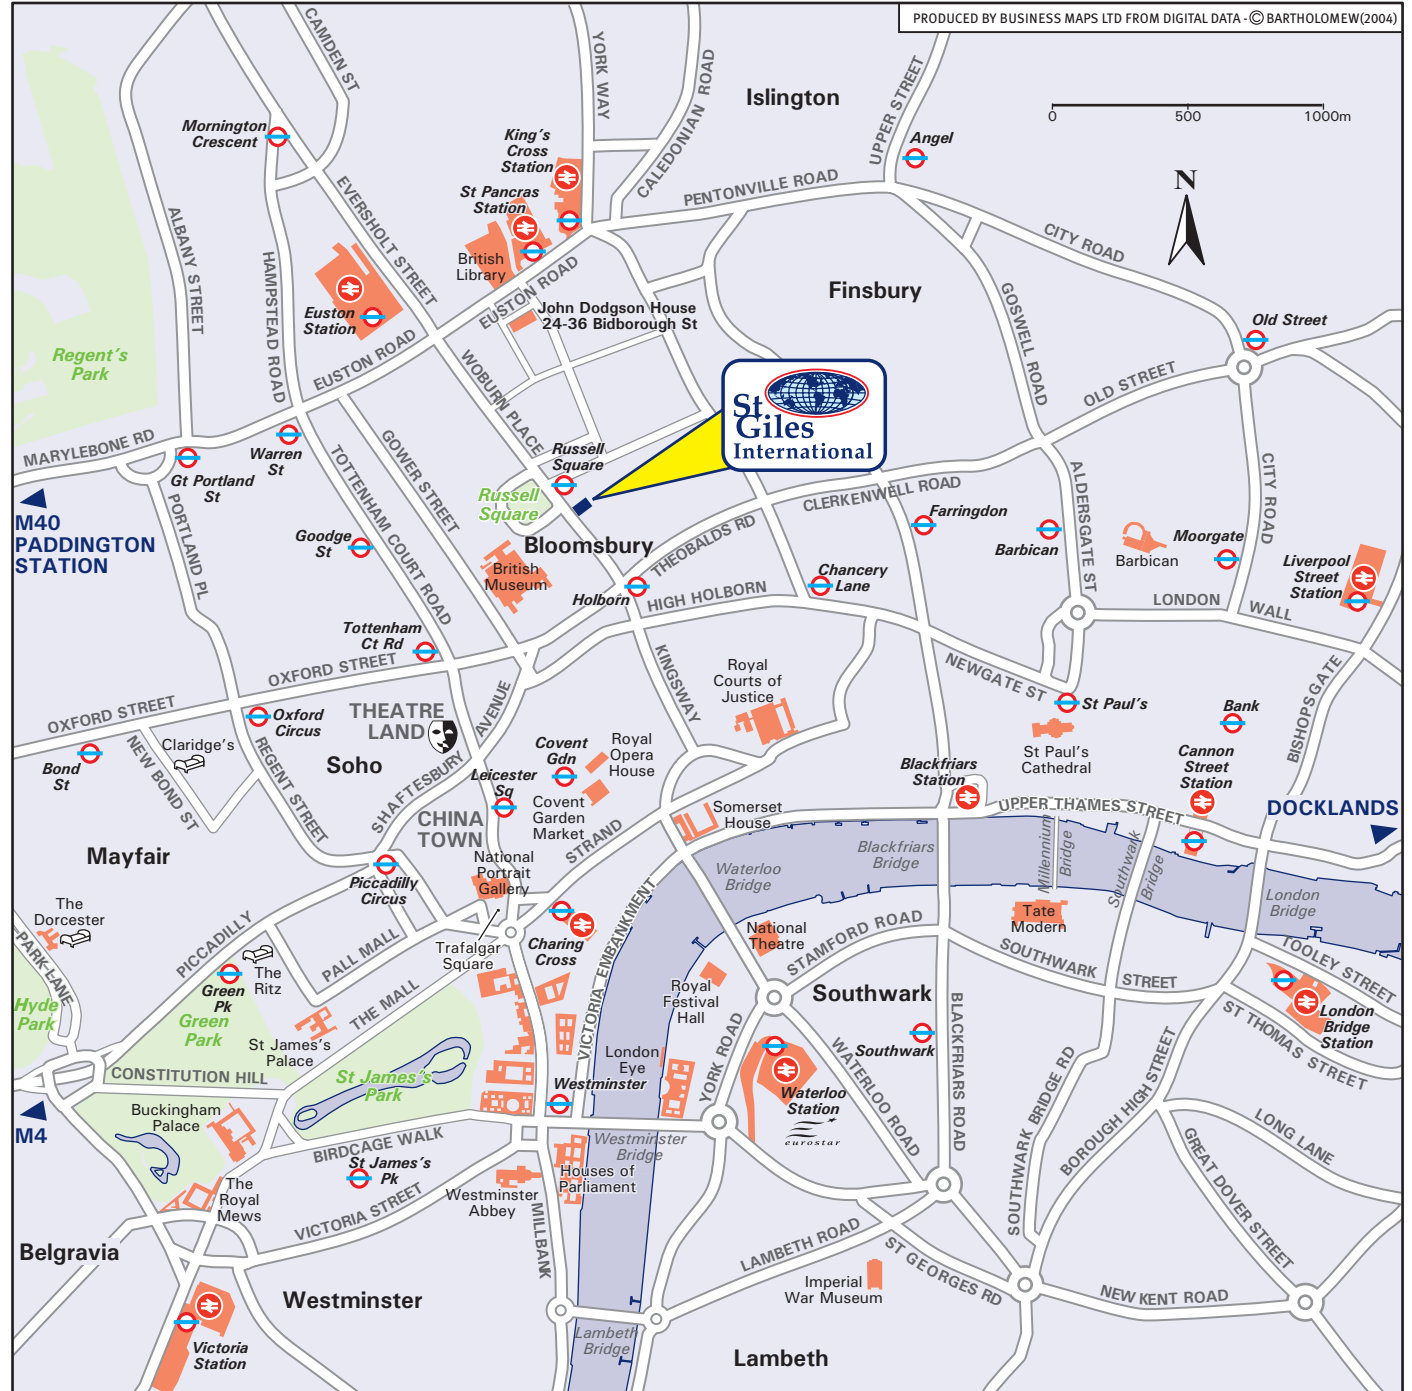 PRODUCED BY BUSINESS MAPS LTD FROM DIGITAL DATA - © BARTHOLOMEW(2004)
0 500 1000m
N
CAMDEN ST
YORK WAY
CALEDONIAN ROAD
Islington
UPPER STREET
Angel
Mornington
Crescent
King's
Cross
Station
St Pancras
Station
British
Library
PENTONVILLE ROAD
CITY ROAD
EVERSHOLT STREET
ALBANY STREET
HAMPSTEAD ROAD
Euston
Station
EUSTON ROAD
EUSTON ROAD
John Dodgson House
24-36 Bidborough St
Finsbury
GOSWELL ROAD
Old Street
OLD STREET
Regent's
Park
WOBURN PLACE
St
Giles
International
MARYLEBONE RD
Warren
St
Gt Portland
St
GOWER STREET
TOTTENHAM COURT ROAD
Russell
Square
Russell
Square
CLERKENWELL ROAD
Farringdon
Barbican
ALDERSGATE ST
Barbican
Moorgate
CITY ROAD
Liverpool
Street
Station
M40
PADDINGTON
STATION
PORTLAND PL
Goodge
St
Bloomsbury
British
Museum
THEOBALDS RD
Holborn
HIGH HOLBORN
Chancery
Lane
LONDON
WALL
Tottenham
Ct Rd
OXFORD STREET
OXFORD STREET
KINGSWAY
Royal
Courts of
Justice
NEWGATE ST
St Paul's
Bank
BISHOPSGATE
Oxford
Circus
THEATRE
LAND
AVENUE
SHAFTESBURY
Claridge's
NEW BOND ST
Bond
St
REGENT STREET
Soho
Covent
Gdn
Royal
Opera
House
Leicester
Sq
Covent
Garden
Market
St Paul's
Cathedral
Cannon
Street
Station
Blackfriars
Station
UPPER THAMES STREET
DOCKLANDS
CHINA
TOWN
STRAND
Somerset
House
Mayfair
National
Portrait
Gallery
Piccadilly
Circus
Waterloo
Bridge
Blackfriars
Bridge
Millennium
Bridge
Southwark
Bridge
London
Bridge
The
Dorcester
PARK LANE
PICCADILLY
The
Ritz
PALL MALL
Trafalgar
Square
Charing
Cross
VICTORIA EMBANKMENT
National
Theatre
STAMFORD ROAD
Tate
Modern
SOUTHWARK
STREET
TOOLEY STREET
Hyde
Park
Green
Pk
Green
Park
THE MALL
St James's
Palace
Royal
Festival
Hall
Southwark
London
Bridge
Station
ST THOMAS STREET
CONSTITUTION HILL
St James's
Park
London
Eye
YORK ROAD
WATERLOO ROAD
Southwark
BLACKFRIARS ROAD
SOUTHWARK BRIDGE RD
BOROUGH HIGH STREET
M4
Buckingham
Palace
Westminster
Waterloo
Station
eurostar
LONG LANE
BIRDCAGE WALK
St James's
Pk
Westminster
Bridge
Houses of
Parliament
GREAT DOVER STREET
The
Royal
Mews
VICTORIA STREET
Westminster
Abbey
MILLBANK
Belgravia
LAMBETH ROAD
ST GEORGES RD
Imperial
War Museum
NEW KENT ROAD
Westminster
Victoria
Station
Lambeth
Bridge
Lambeth